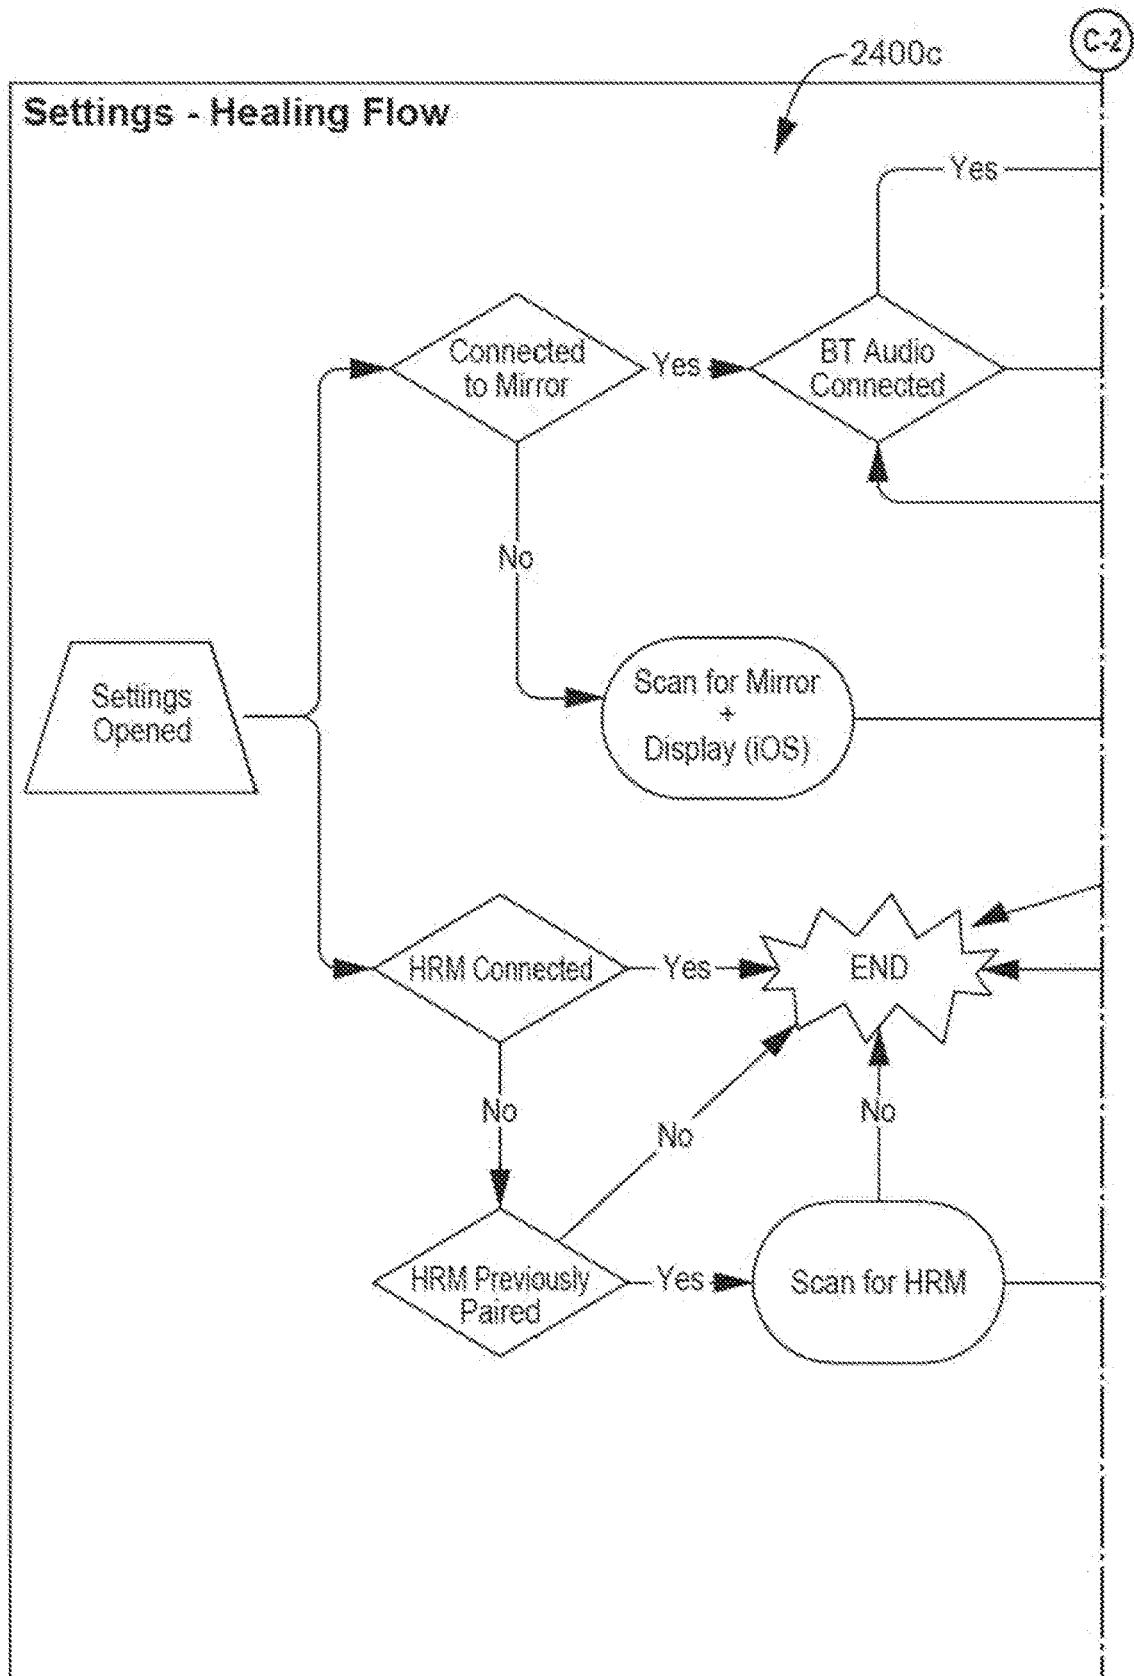 C-2
2400c
Settings - Healing Flow
Yes
Connected
to Mirror
Yes
BT Audio
Connected
No
Settings
Opened
Scan for Mirror
+
Display (iOS)
HRM Connected
Yes
END
No
No
No
HRM Previously
Paired
Yes
Scan for HRM